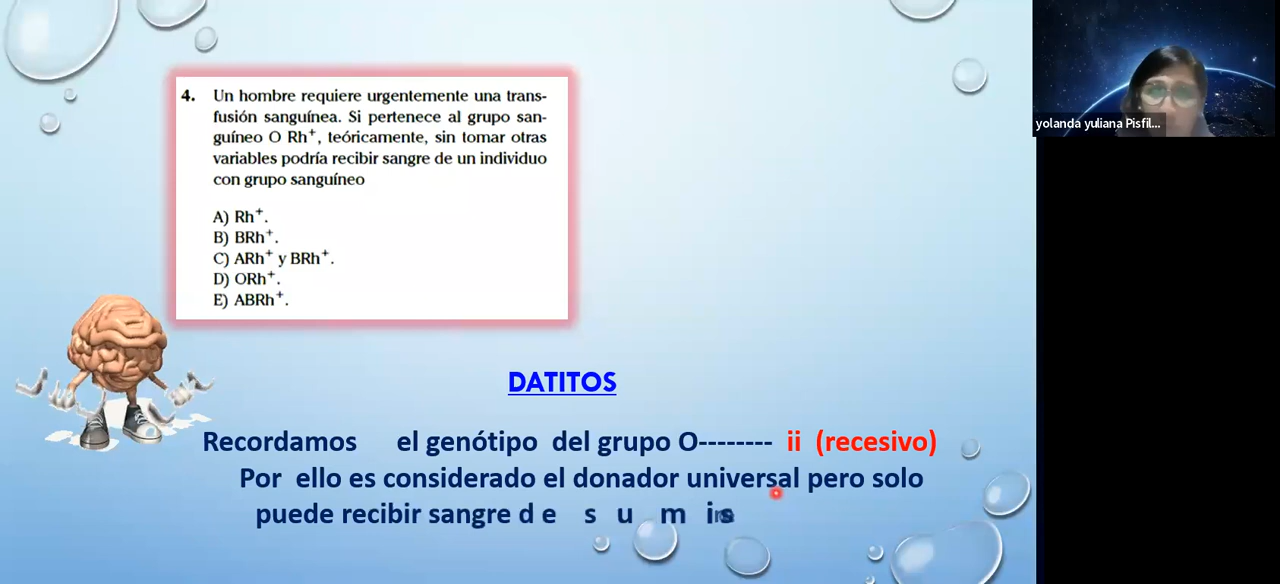 4. Un hombre requiere urgentemente una trans-
fusión sanguínea. Si pertenece al grupo san-
guíneo O Rh⁺, teóricamente, sin tomar otras
variables podría recibir sangre de un individuo
con grupo sanguíneo
A) Rh⁺.
B) BRh⁺.
C) ARh⁺ y BRh⁺.
D) ORh⁺.
E) ABRh⁺.
DATITOS
Recordamos el genótipo del grupo O-------- ii (recesivo)
Por ello es considerado el donador universal pero solo
puede recibir sangre d e s u
yolanda yuliana Pisfil...